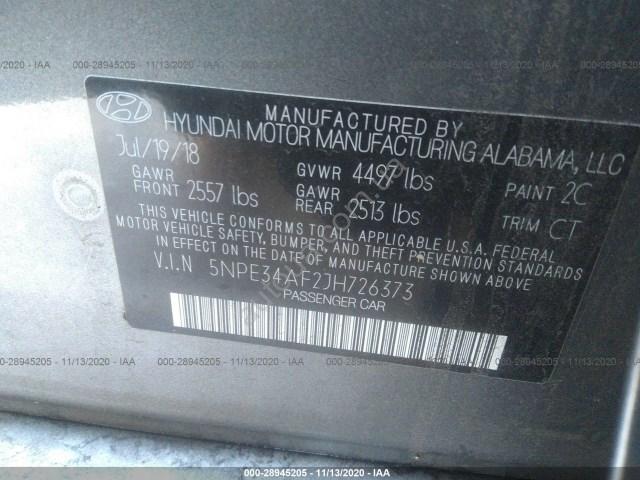 000-28945205 - 11/13/2020 - IAA
MANUFACTURED BY
HYUNDAI MOTOR MANUFACTURING ALABAMA, LLC
Jul/19/18
GVWR 4497 lbs
GAWR FRONT 2557 lbs
GAWR REAR 2513 lbs
PAINT 2C
TRIM CT
THIS VEHICLE CONFORMS TO ALL APPLICABLE U.S.A. FEDERAL
MOTOR VEHICLE SAFETY, BUMPER, AND THEFT PREVENTION STANDARDS
IN EFFECT ON THE DATE OF MANUFACTURE SHOWN ABOVE
V.I.N 5NPE34AF2JH726373
PASSENGER CAR
000-28945205 - 11/13/2020 - IAA
000-28945205 - 11/13/2020 - IAA